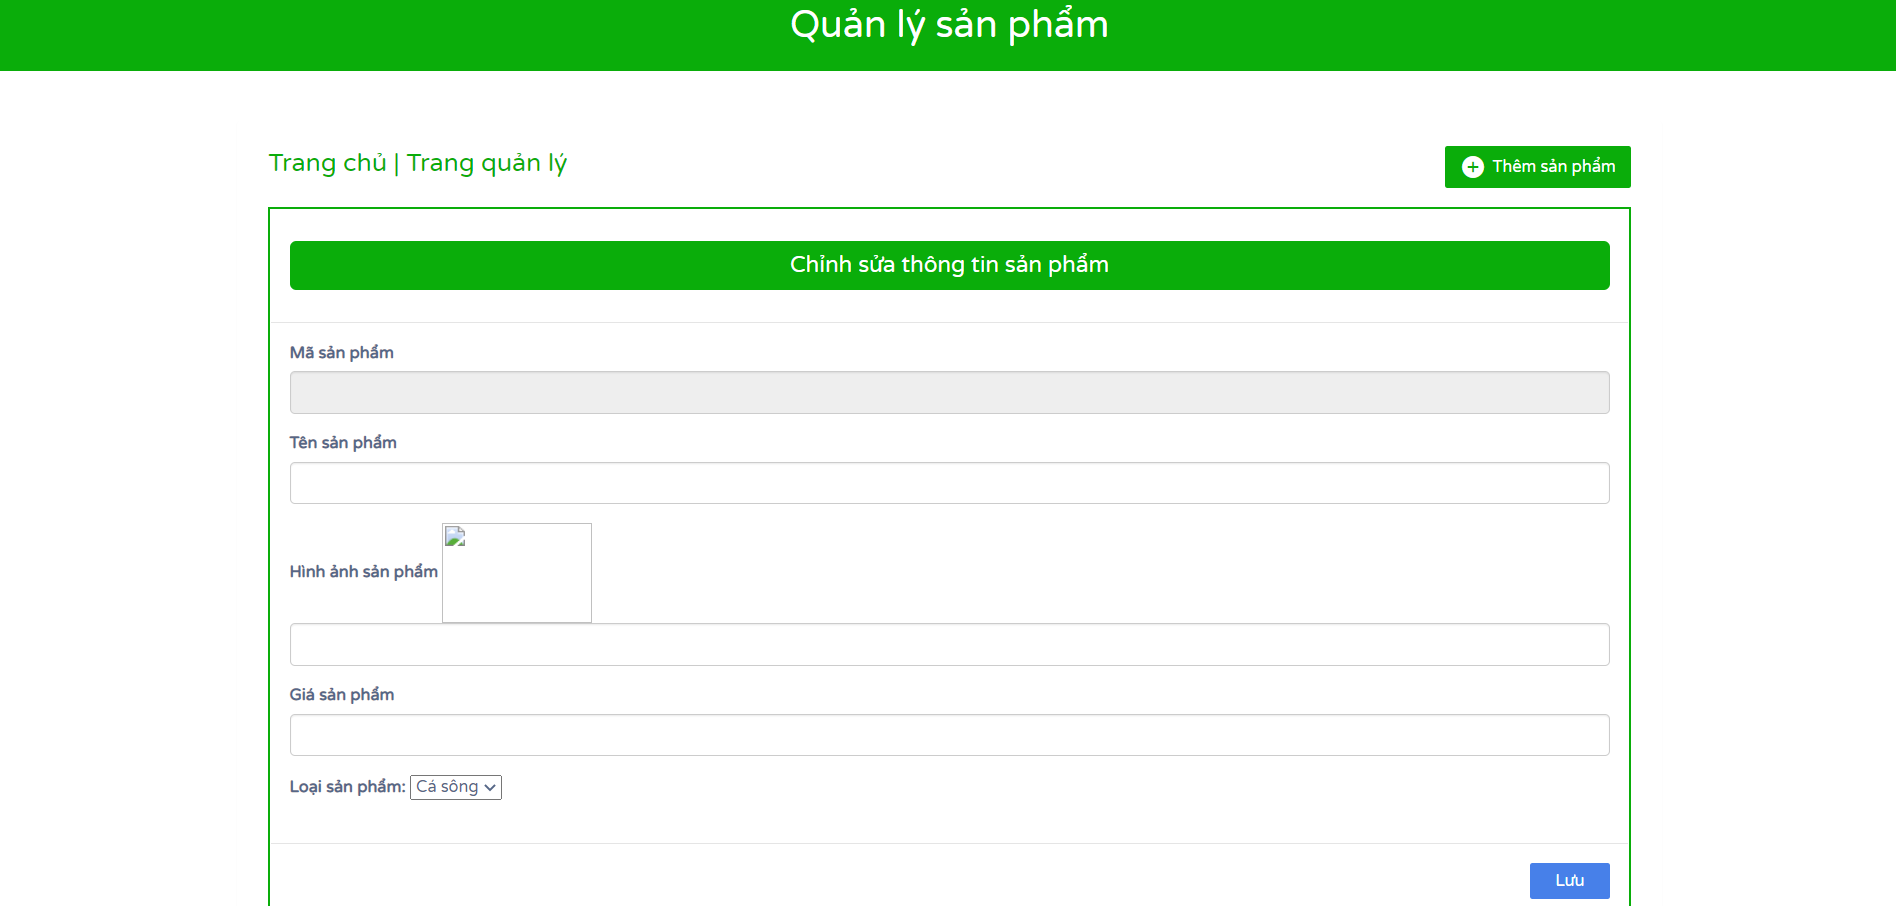 Quản lý sản phẩm
Trang chủ | Trang quản lý
Thêm sản phẩm
Chỉnh sửa thông tin sản phẩm
Mã sản phẩm
Tên sản phẩm
Hình ảnh sản phẩm
Giá sản phẩm
Loại sản phẩm: Cá sông
Lưu